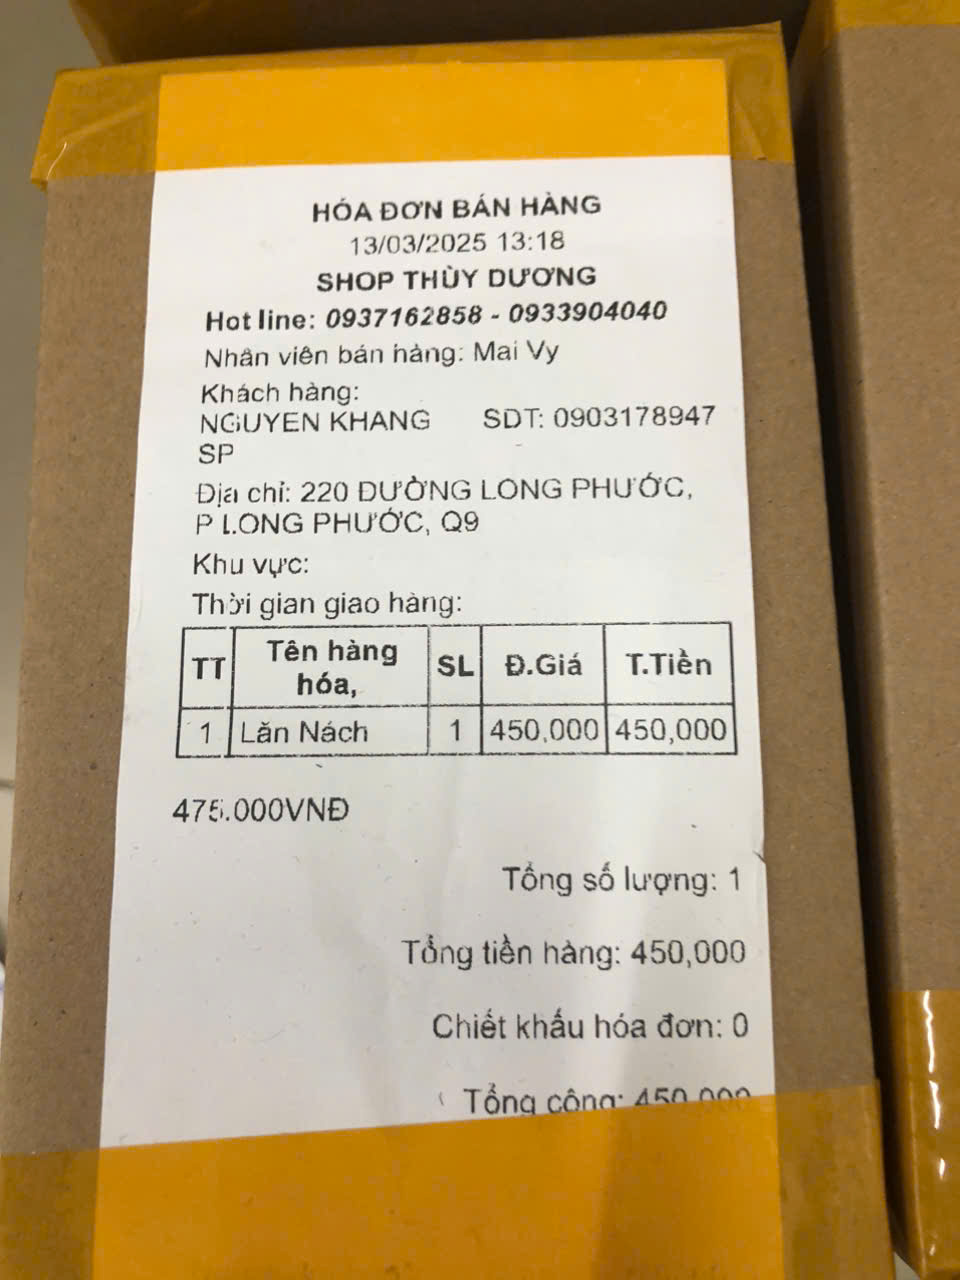 HÓA ĐƠN BÁN HÀNG
13/03/2025 13:18
SHOP THÙY DƯƠNG
Hot line: 0937162858 - 0933904040
Nhân viên bán hàng: Mai Vy
Khách hàng:
NGUYEN KHANG SDT: 0903178947
SP
Địa chỉ: 220 ĐƯỜNG LONG PHƯỚC,
P LONG PHƯỚC, Q9
Khu vực:
Thời gian giao hàng:
TT Tên hàng hóa, SL Đ.Giá T.Tiền
1 Lăn Nách 1 450,000 450,000
475.000VNĐ
Tổng số lượng: 1
Tổng tiền hàng: 450,000
Chiết khấu hóa đơn: 0
Tổng cộng: 450,000